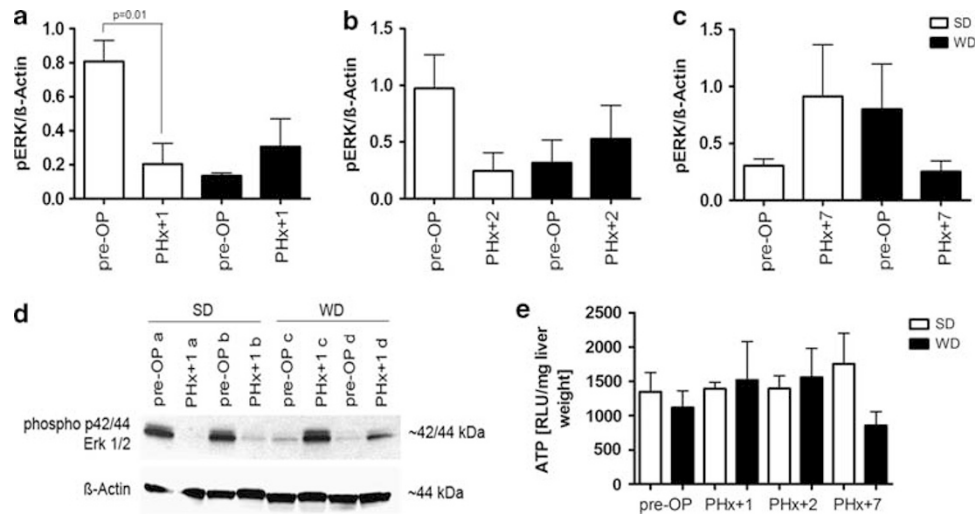 a
p=0.01
pERK/ß-Actin
1.0
0.8
0.6
0.4
0.2
0.0
pre-OP
PHx+1
pre-OP
PHx+1
b
pERK/ß-Actin
1.5
1.0
0.5
0.0
pre-OP
PHx+2
pre-OP
PHx+2
c
pERK/ß-Actin
1.5
1.0
0.5
0.0
pre-OP
PHx+7
pre-OP
PHx+7
SD
WD
d
SD
WD
pre-OP a
PHx+1 a
pre-OP b
PHx+1 b
pre-OP c
PHx+1 c
pre-OP d
PHx+1 d
phospho p42/44
Erk 1/2
~42/44 kDa
ß-Actin
~44 kDa
e
ATP [RLU/mg liver
weight]
2500
2000
1500
1000
500
0
pre-OP
PHx+1
PHx+2
PHx+7
SD
WD